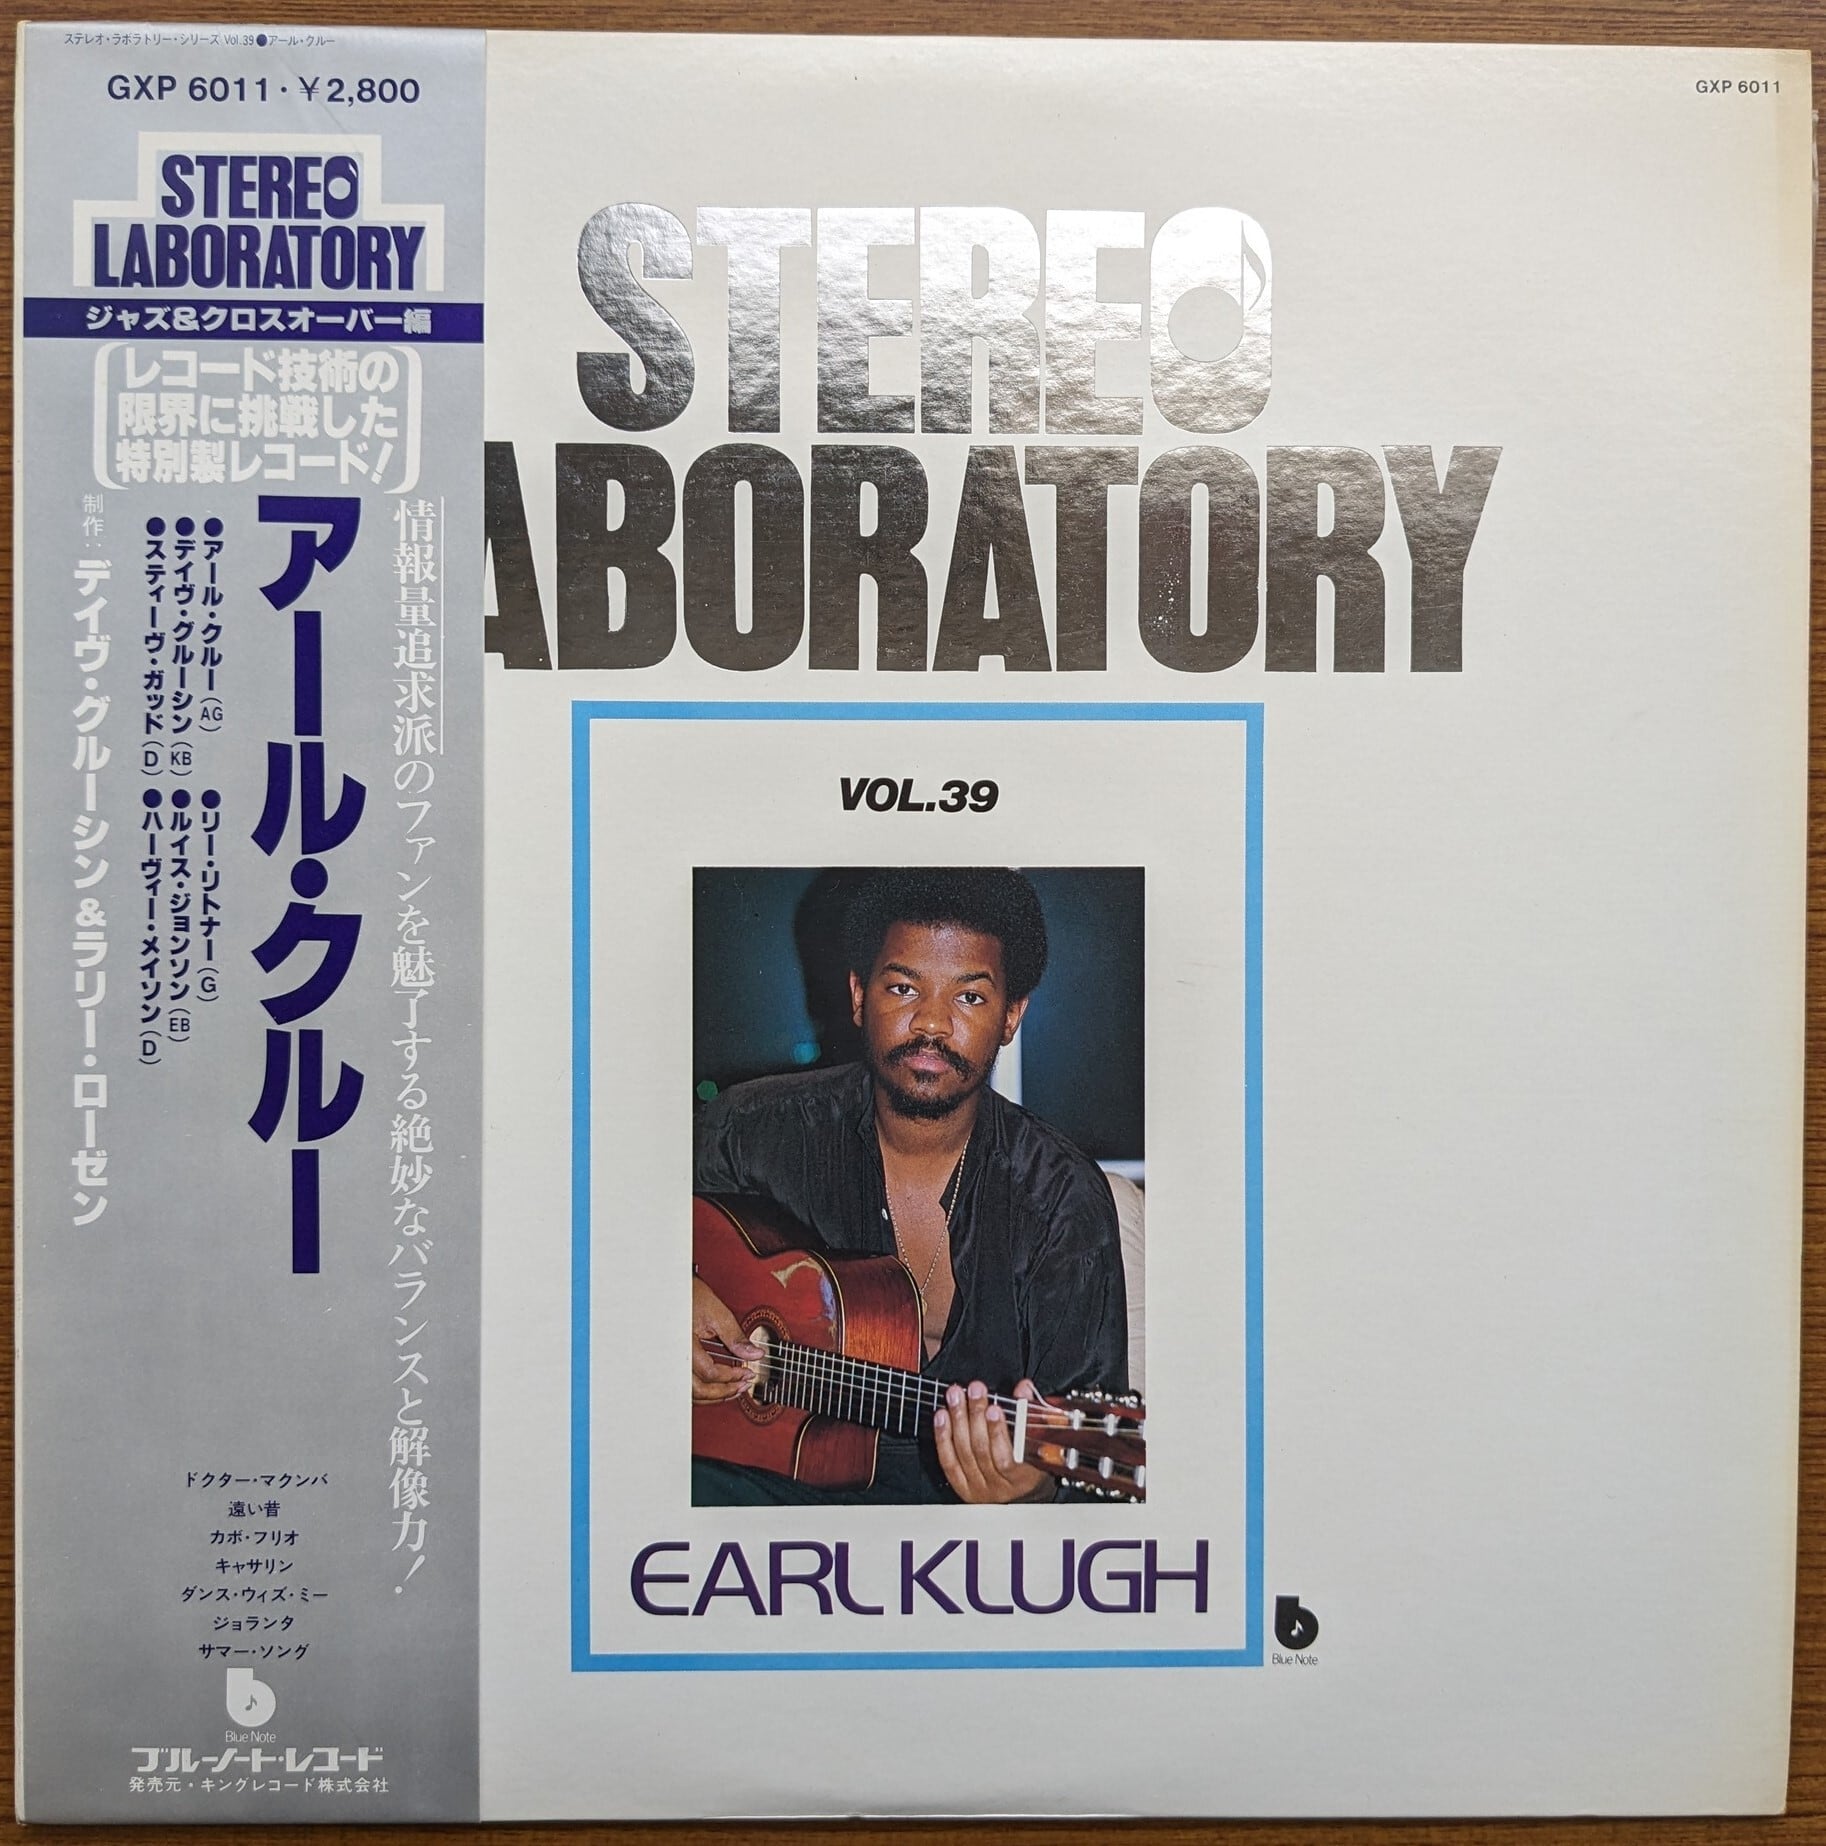 ステレオ・ラボラトリー・シリーズ Vol.39●アール・クルー
GXP 6011・¥2,800
STEREO
LABORATORY
ジャズ&クロスオーバー編
レコード技術の
限界に挑戦した
特別製レコード!
情報量追求派のファンを魅了する絶妙なバランスと解像力!
アール・クルー
●アール・クルー(AG) ●リー・リトナー(G)
●デイヴ・グルーシン(KB) ●ルイス・ジョンソン(EB)
●スティーヴ・ガッド(D) ●ハーヴィー・メイソン(D)
制作:デイヴ・グルーシン&ラリー・ローゼン
ドクター・マクンバ
遠い昔
カボ・フリオ
キャサリン
ダンス・ウィズ・ミー
ジョランタ
サマー・ソング
Blue Note
ブルーノート・レコード
発売元・キングレコード株式会社
GXP 6011
STEREO
ABORATORY
VOL.39
EARL KLUGH
Blue Note